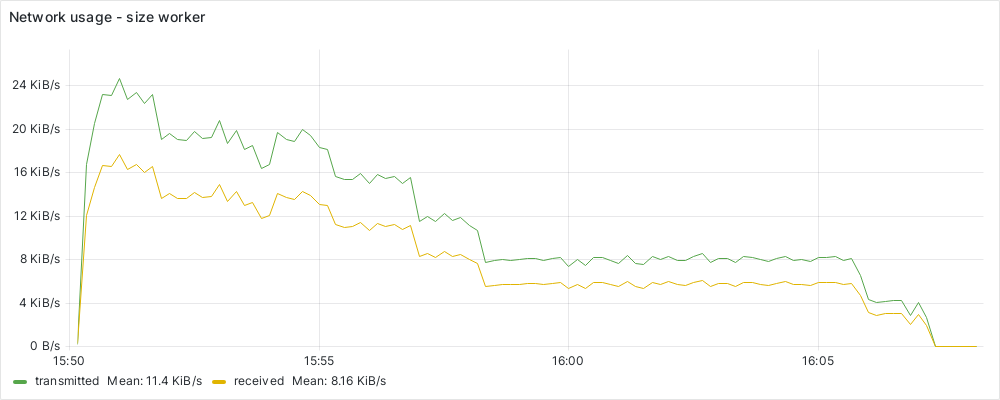 Network usage - size worker
24 KiB/s
20 KiB/s
16 KiB/s
12 KiB/s
8 KiB/s
4 KiB/s
0 B/s
15:50 15:55 16:00 16:05
transmitted Mean: 11.4 KiB/s received Mean: 8.16 KiB/s